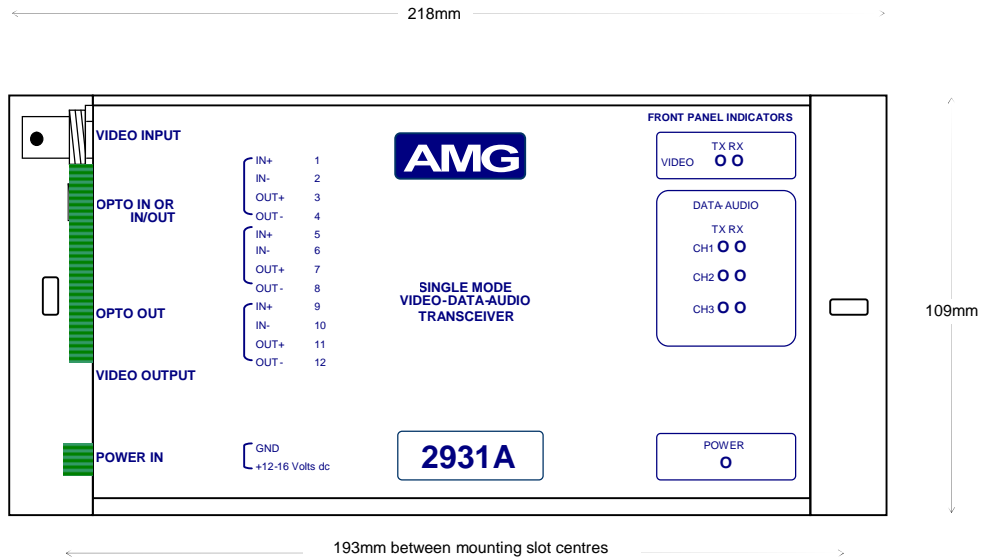 218mm
FRONT PANEL INDICATORS
VIDEO INPUT
AMG
TX RX
VIDEO O O
IN+ 1
IN- 2
OUT+ 3
OUT- 4
OPTO IN OR
IN/OUT
DATA-AUDIO
TX RX
CH1 O O
CH2 O O
CH3 O O
IN+ 5
IN- 6
OUT+ 7
OUT- 8
SINGLE MODE
VIDEO-DATA-AUDIO
TRANSCEIVER
OPTO OUT
IN+ 9
IN- 10
OUT+ 11
OUT- 12
109mm
VIDEO OUTPUT
POWER IN
GND
+12-16 Volts dc
2931A
POWER
O
193mm between mounting slot centres